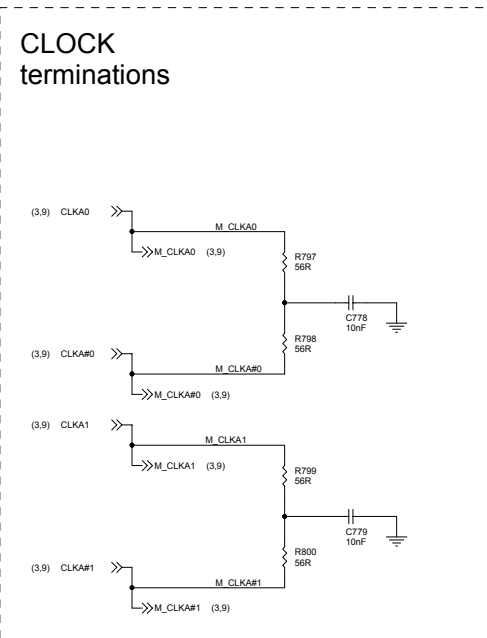 CLOCK
terminations
(3,9) CLKA0
M_CLKA0
M_CLKA0 (3,9)
R797
56R
C778
10nF
R798
56R
(3,9) CLKA#0
M_CLKA#0
M_CLKA#0 (3,9)
(3,9) CLKA1
M_CLKA1
M_CLKA1 (3,9)
R799
56R
C779
10nF
R800
56R
(3,9) CLKA#1
M_CLKA#1
M_CLKA#1 (3,9)